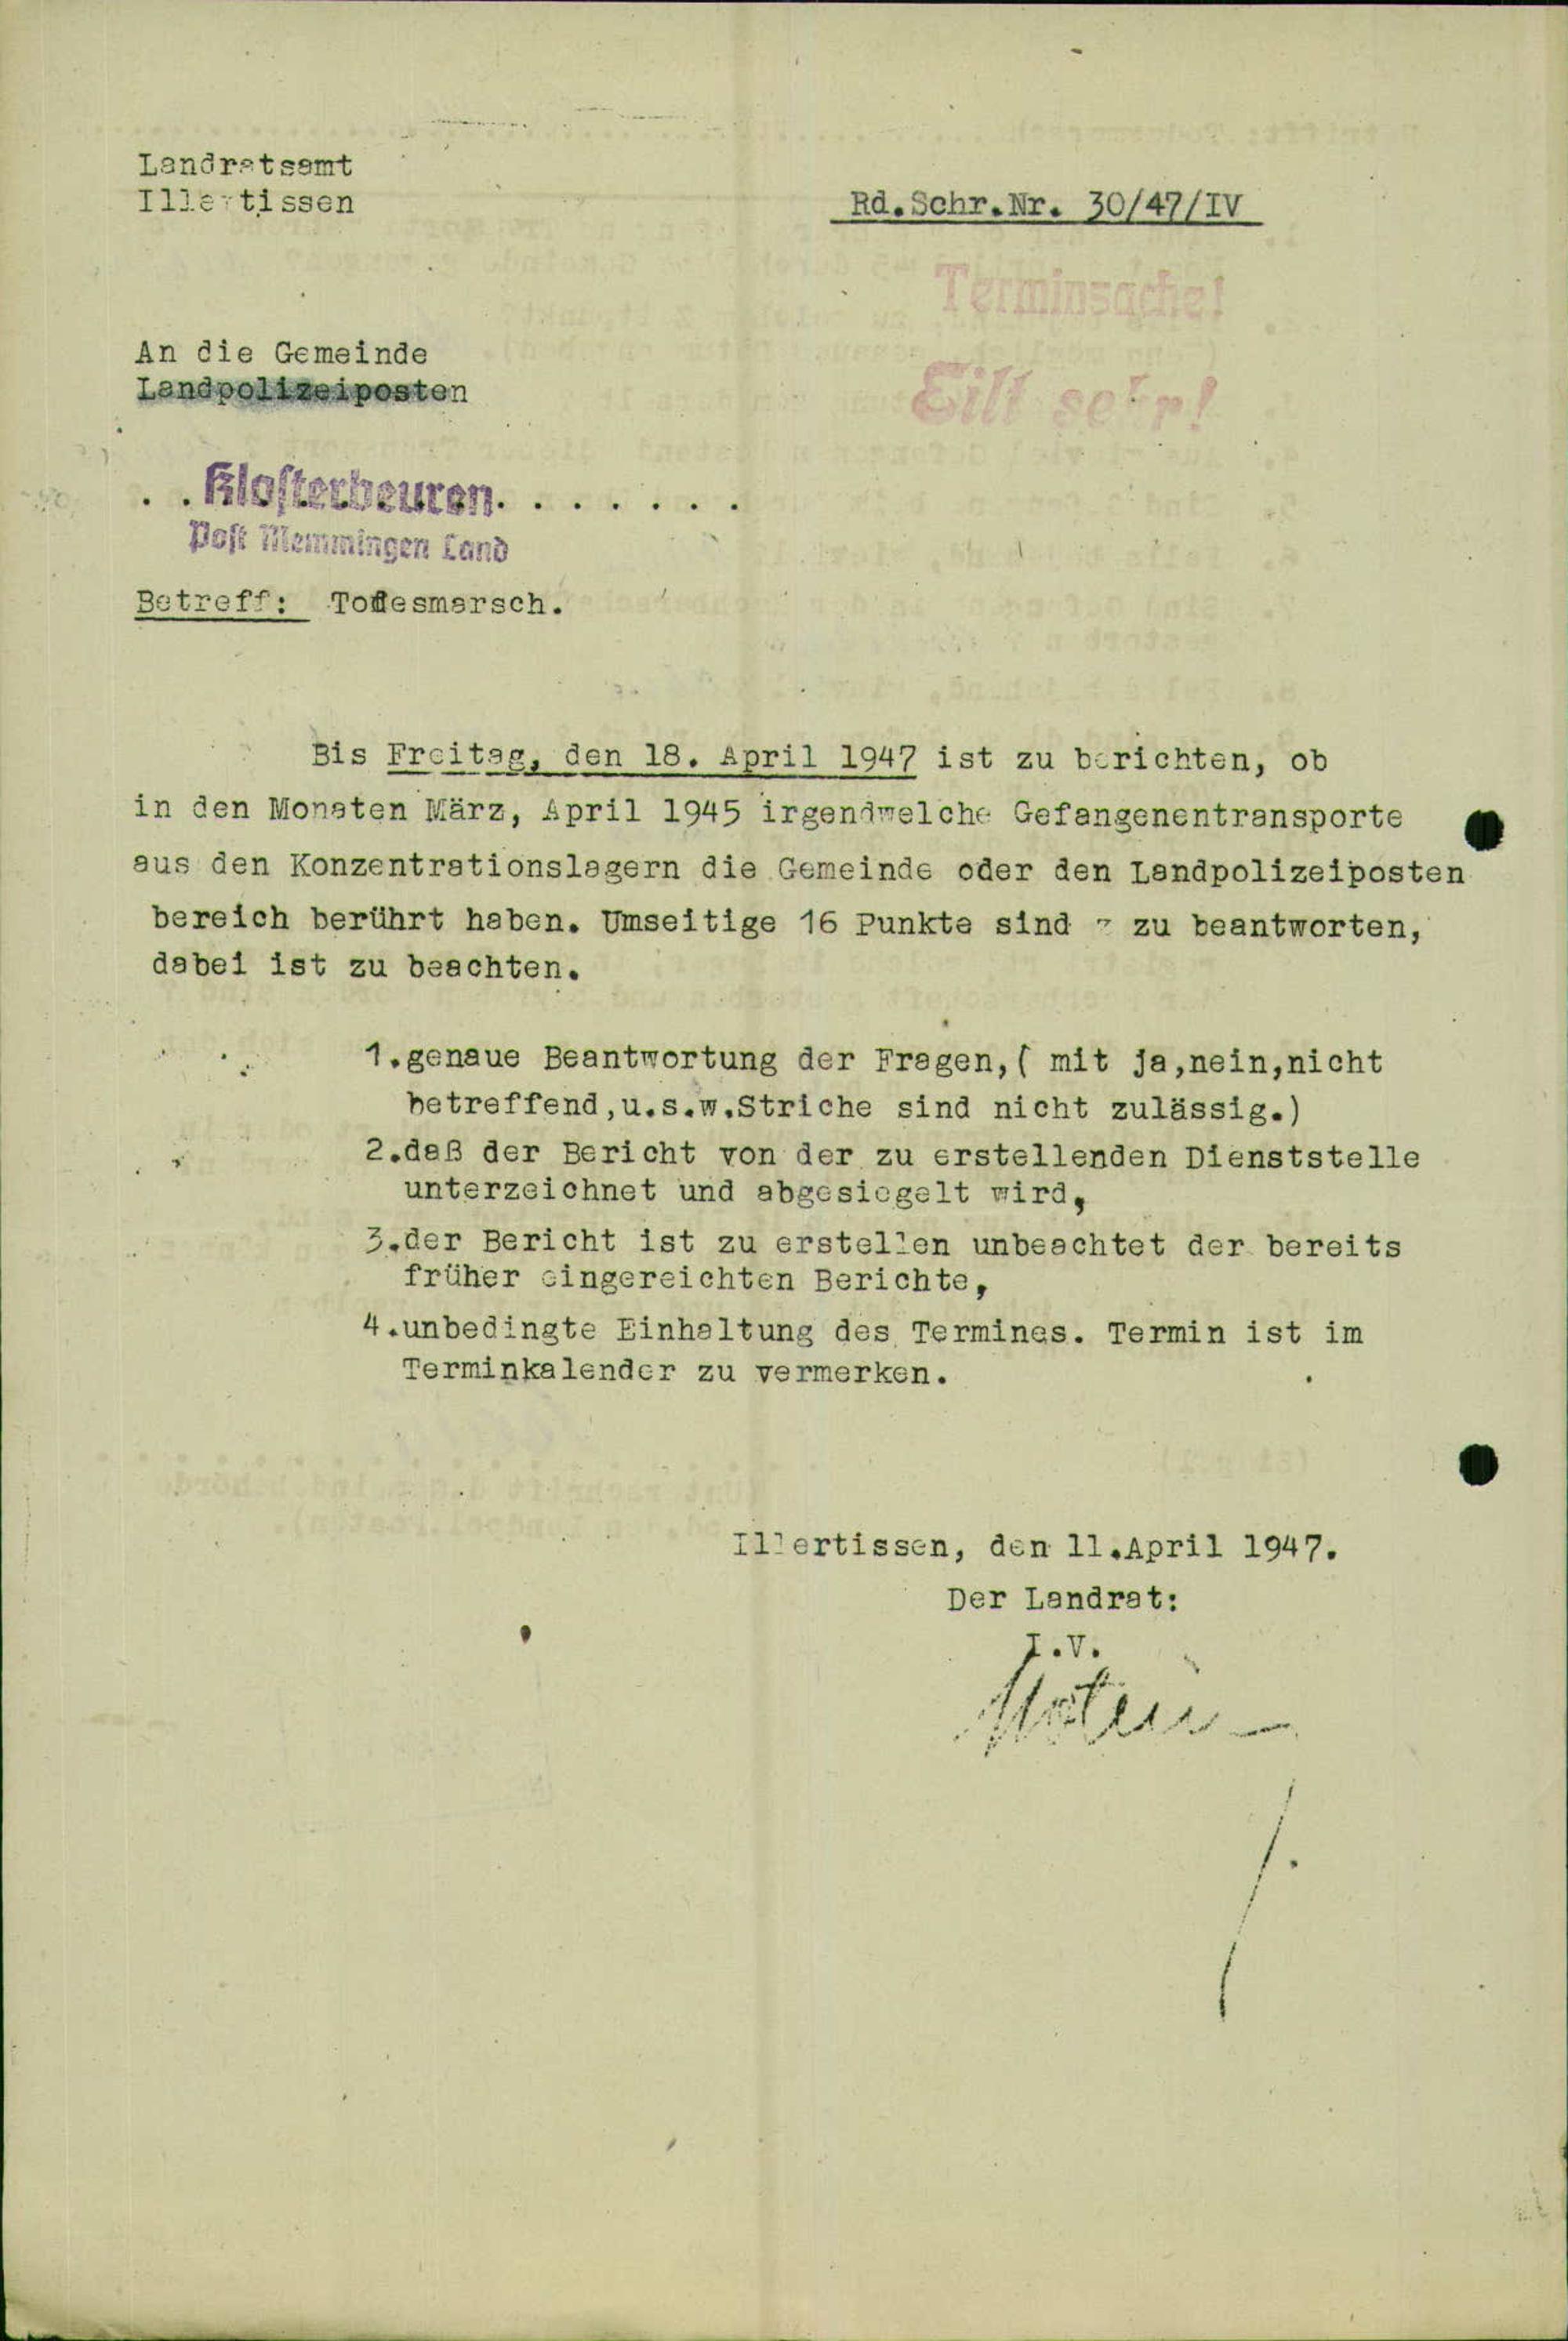 Landratsamt
Illertissen
Rd.Schr.Nr. 30/47/IV
Terminsache!
Eilt sehr!
An die Gemeinde
Landpolizeiposten
. . Klosterbeuren. . . . . . .
Post Memmingen Land
Betreff: Todesmarsch.
Bis Freitag, den 18. April 1947 ist zu berichten, ob
in den Monaten März, April 1945 irgendwelche Gefangenentransporte
aus den Konzentrationslagern die Gemeinde oder den Landpolizeiposten
bereich berührt haben. Umseitige 16 Punkte sind zu beantworten,
dabei ist zu beachten.
1.genaue Beantwortung der Fragen,( mit ja,nein,nicht
betreffend,u.s.w.Striche sind nicht zulässig.)
2.daß der Bericht von der zu erstellenden Dienststelle
unterzeichnet und abgesiegelt wird,
3.der Bericht ist zu erstellen unbeachtet der bereits
früher eingereichten Berichte,
4.unbedingte Einhaltung des Termines. Termin ist im
Terminkalender zu vermerken.
Illertissen, den 11.April 1947.
Der Landrat:
I.V.